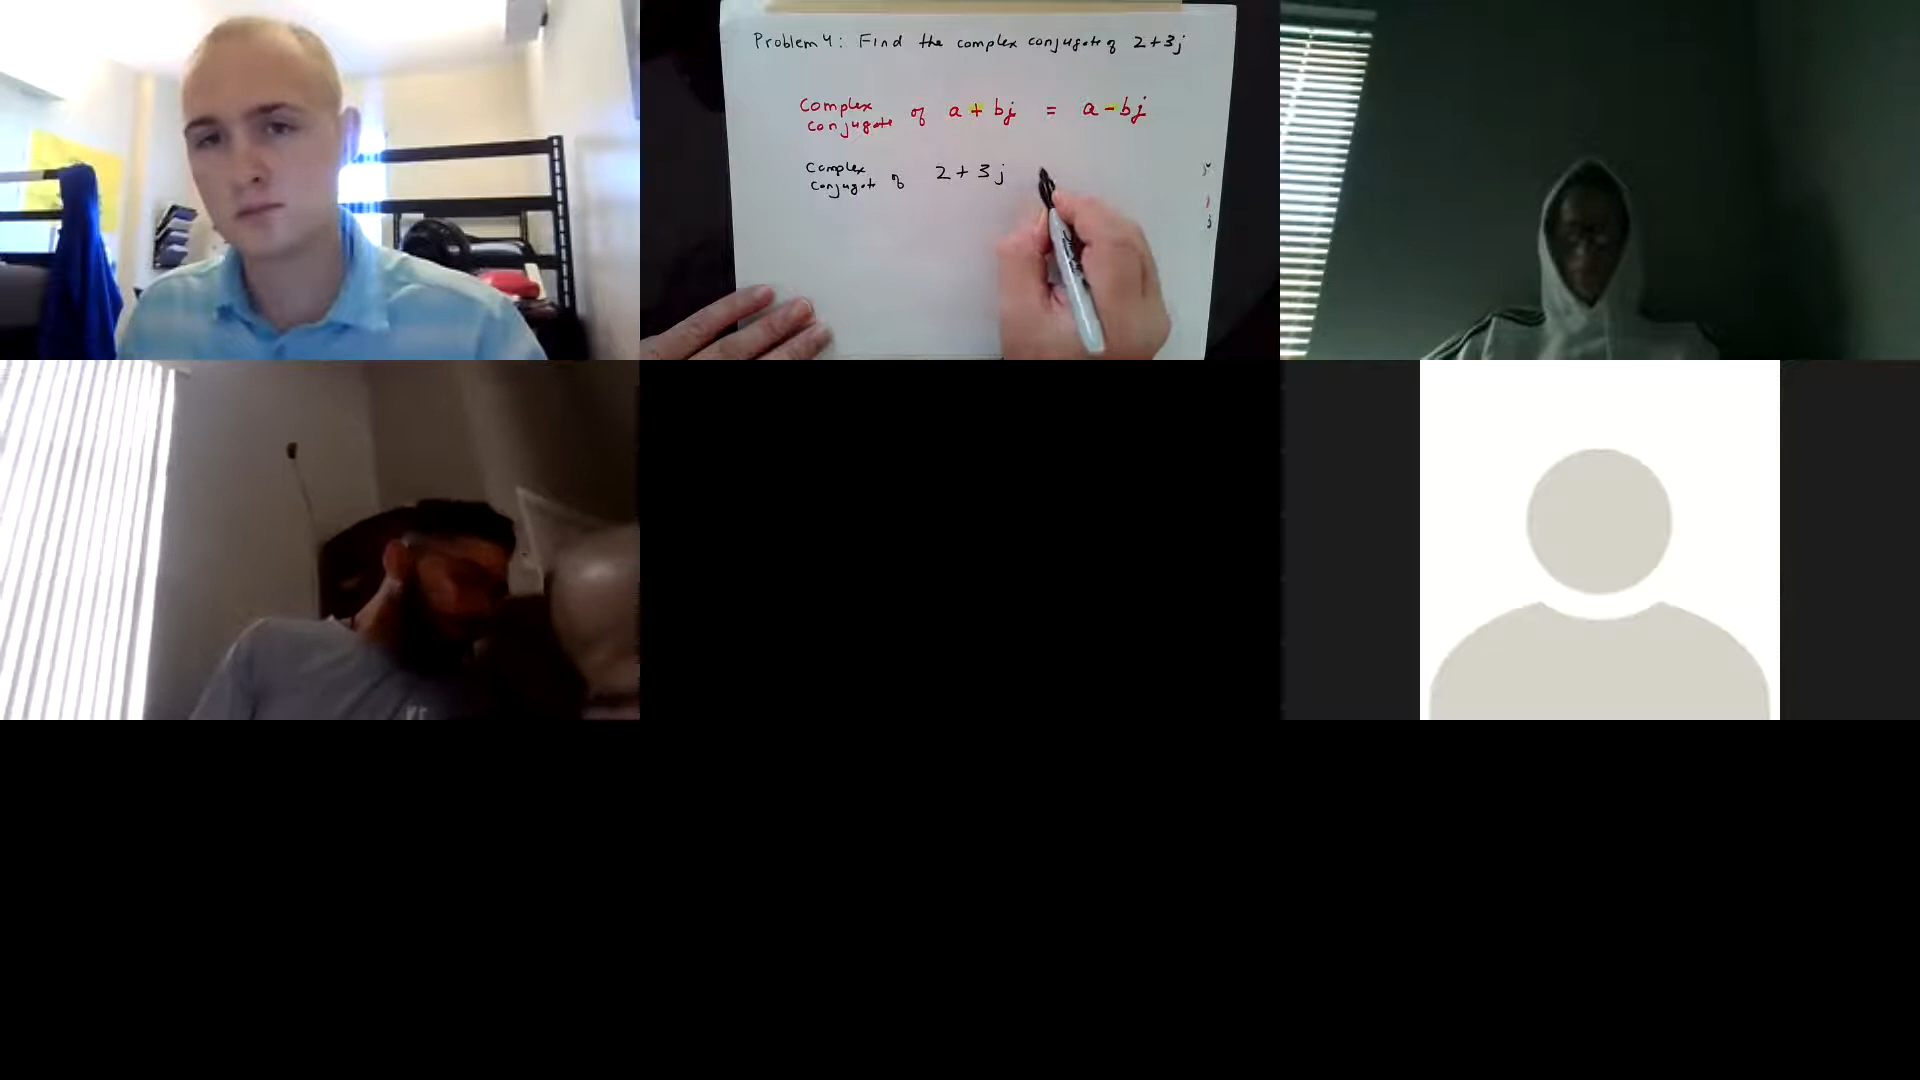 Problem 4: Find the complex conjugate of 2+3j
Complex conjugate of a + bj = a - bj
Complex conjugate of 2 + 3j